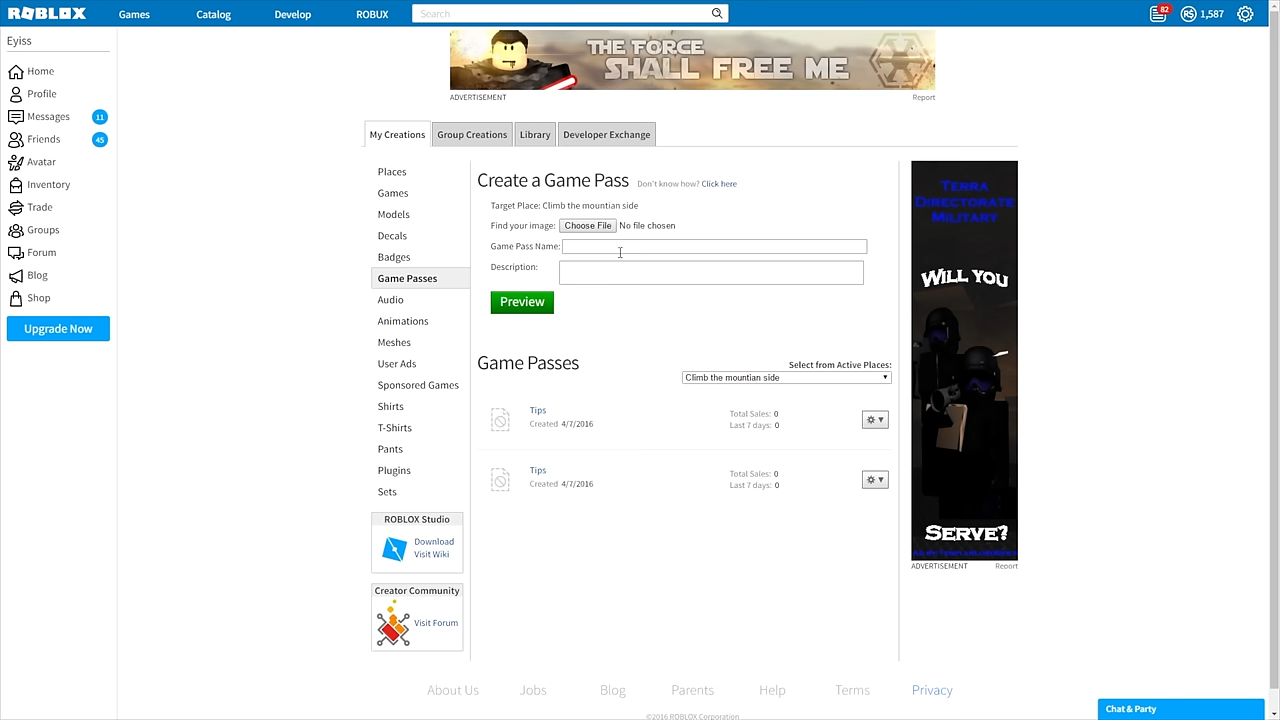 ROBLOX
Games
Catalog
Develop
ROBUX
Search
82
R$ 1,587
Eyiss
Home
Profile
Messages
11
Friends
45
Avatar
Inventory
Trade
Groups
Forum
Blog
Shop
Upgrade Now
THE FORCE
SHALL FREE ME
ADVERTISEMENT
Report
My Creations
Group Creations
Library
Developer Exchange
Places
Games
Models
Decals
Badges
Game Passes
Audio
Animations
Meshes
User Ads
Sponsored Games
Shirts
T-Shirts
Pants
Plugins
Sets
ROBLOX Studio
Download
Visit Wiki
Creator Community
Visit Forum
Create a Game Pass
Don't know how? Click here
Target Place: Climb the mountian side
Find your image: Choose File No file chosen
Game Pass Name:
Description:
Preview
Game Passes
Select from Active Places:
Climb the mountian side
Tips
Created 4/7/2016
Total Sales: 0
Last 7 days: 0
Tips
Created 4/7/2016
Total Sales: 0
Last 7 days: 0
TERRA
DIRECTORATE
MILITARY
WILL YOU
SERVE?
ADVERTISEMENT
Report
About Us
Jobs
Blog
Parents
Help
Terms
Privacy
©2016 ROBLOX Corporation
Chat & Party